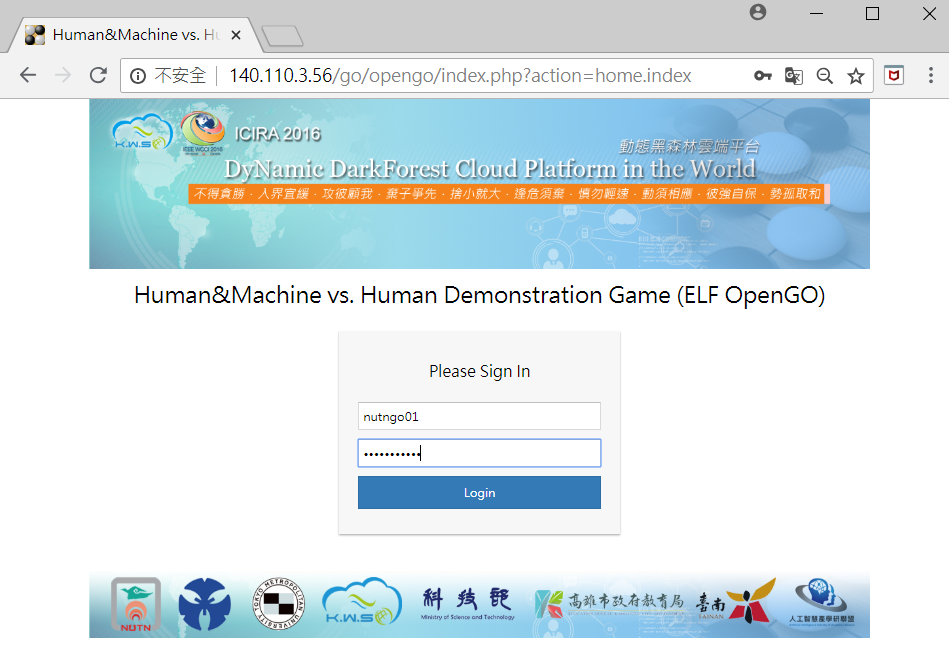 Human&Machine vs. Hu
不安全 140.110.3.56/go/opengo/index.php?action=home.index
K.W.S
IEEE WCCI 2016
ICIRA 2016
動態黑森林雲端平台
DyNamic DarkForest Cloud Platform in the World
不得貪勝．入界宜緩．攻彼顧我．棄子爭先．捨小就大．逢危須棄．慎勿輕速．動須相應．彼強自保．勢孤取和
Human&Machine vs. Human Demonstration Game (ELF OpenGO)
Please Sign In
nutngo01
•••••••••••
Login
NUTN
TOKYO METROPOLITAN UNIVERSITY
K.W.S
科技部
Ministry of Science and Technology
高雄市政府教育局
臺南
TAINAN
人工智慧產學研聯盟